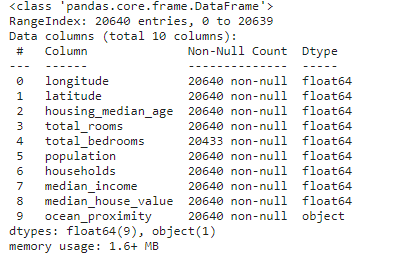 <class 'pandas.core.frame.DataFrame'>
RangeIndex: 20640 entries, 0 to 20639
Data columns (total 10 columns):
 #   Column              Non-Null Count  Dtype
---  ------              --------------  -----
 0   longitude           20640 non-null  float64
 1   latitude            20640 non-null  float64
 2   housing_median_age  20640 non-null  float64
 3   total_rooms         20640 non-null  float64
 4   total_bedrooms      20433 non-null  float64
 5   population          20640 non-null  float64
 6   households          20640 non-null  float64
 7   median_income       20640 non-null  float64
 8   median_house_value  20640 non-null  float64
 9   ocean_proximity     20640 non-null  object
dtypes: float64(9), object(1)
memory usage: 1.6+ MB